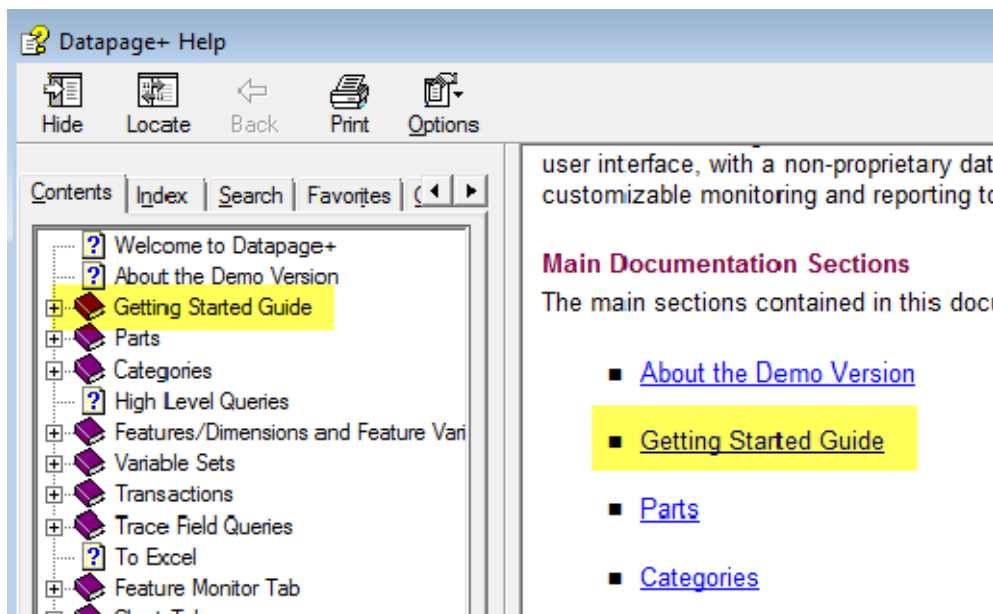 Datapage+ Help
Hide Locate Back Print Options
Contents Index Search Favorites
Welcome to Datapage+
About the Demo Version
Getting Started Guide
Parts
Categories
High Level Queries
Features/Dimensions and Feature Vari
Variable Sets
Transactions
Trace Field Queries
To Excel
Feature Monitor Tab
user interface, with a non-proprietary dat
customizable monitoring and reporting to
Main Documentation Sections
The main sections contained in this docu
About the Demo Version
Getting Started Guide
Parts
Categories